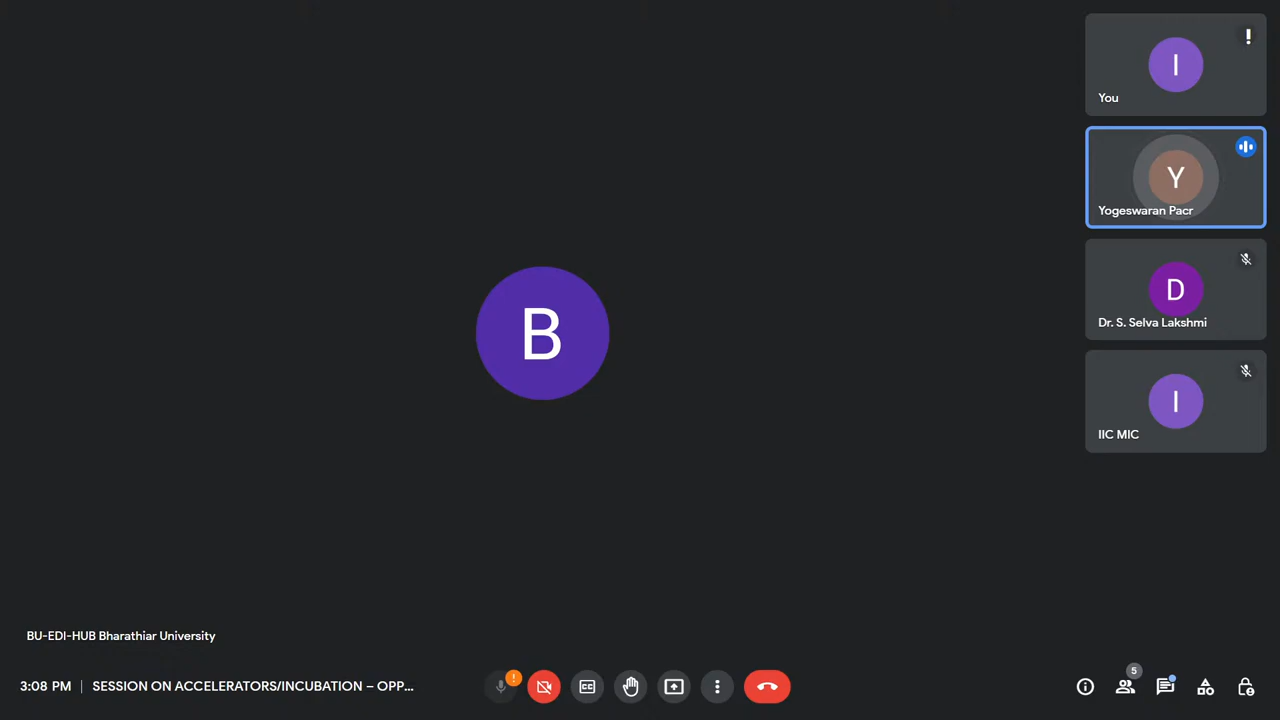 I
You
Y
Yogeswaran Pacr
D
Dr. S. Selva Lakshmi
I
IIC MIC
B
BU-EDI-HUB Bharathiar University
3:08 PM | SESSION ON ACCELERATORS/INCUBATION – OPP...
5